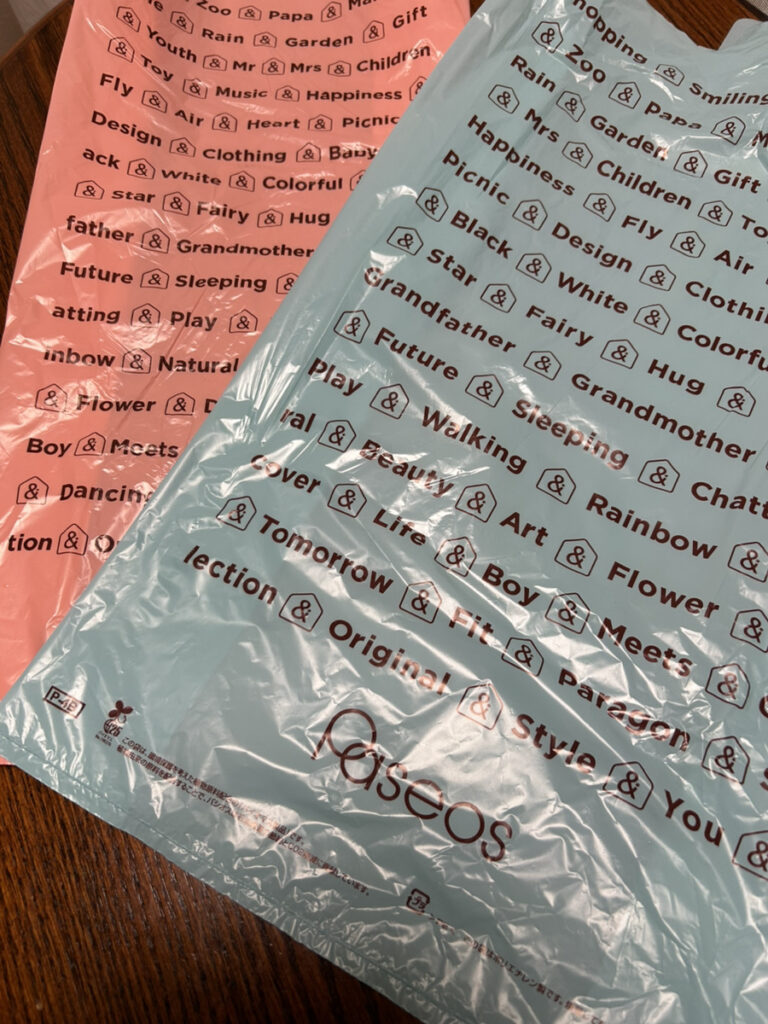 Zoo & Papa &
& Rain & Garden & Gift
& Youth & Mr & Mrs & Children
& Toy & Music & Happiness &
Fly & Air & Heart & Picnic
Design & Clothing & Baby
ack & White & Colorful
& Star & Fairy & Hug
father & Grandmother
Future & Sleeping &
atting & Play &
inbow & Natural
& Flower &
Boy & Meets
& Dancing
tion &
hopping & Smiling
& Zoo & Papa &
Rain & Garden & Gift
& Mrs & Children & To
Happiness & Fly & Air
Picnic & Design & Clothi
& Black & White & Colorfu
& Star & Fairy & Hug &
Grandfather & Grandmother
& Future & Sleeping & Chatt
Play & Walking & Rainbow &
ral & Beauty & Art & Flower &
cover & Life & Boy & Meets &
& Tomorrow & Fit & Paragon &
lection & Original & Style & You &
Paseos
P-4B
プラ